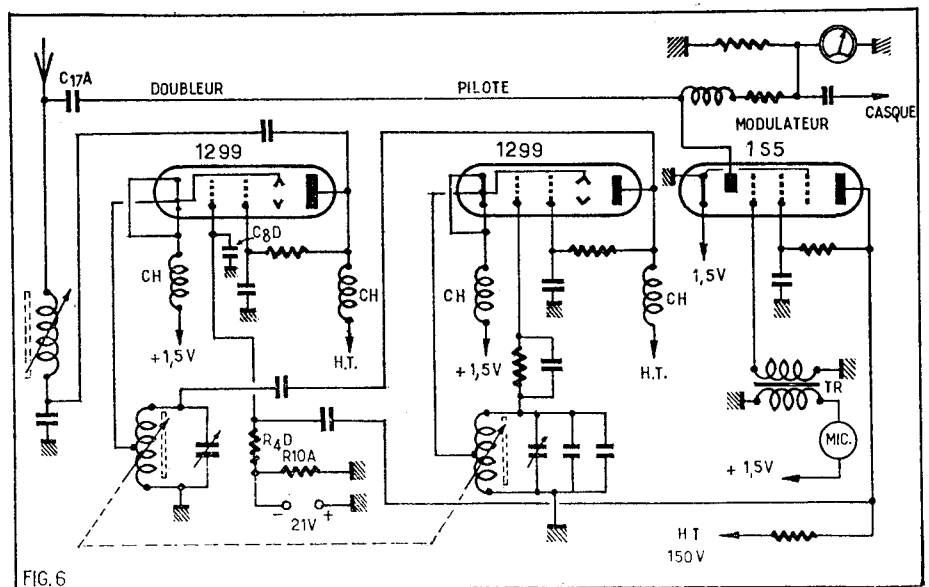 C17A
DOUBLEUR
PILOTE
MODULATEUR
CASQUE
1299
1299
1S5
C8D
CH
CH
CH
CH
1,5V
+1,5V
H.T.
+1,5V
H.T.
TR
R4D
R10A
MIC.
+1,5V
- 21V +
HT
150V
FIG.6